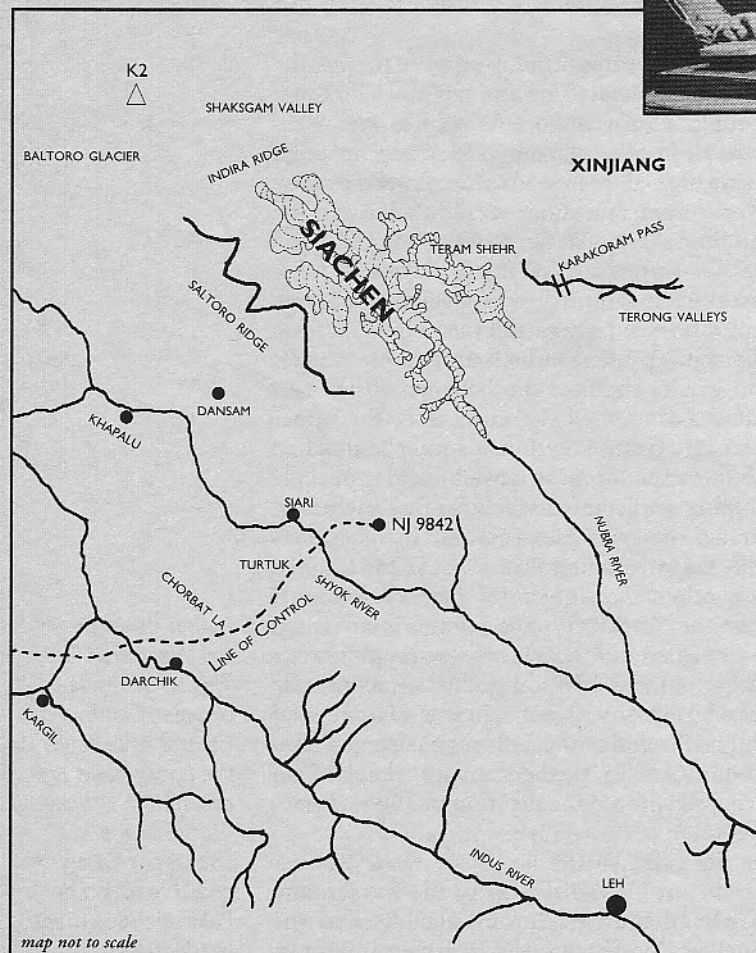 K2
SHAKSGAM VALLEY
BALTORO GLACIER
INDIRA RIDGE
XINJIANG
SIACHEN
TERAM SHEHR
KARAKORAM PASS
SALTORO RIDGE
TERONG VALLEYS
DANSAM
KHAPALU
SIARI
NJ 9842
NUBRA RIVER
TURTUK
CHORBAT LA
SHYOK RIVER
LINE OF CONTROL
DARCHIK
KARGIL
INDUS RIVER
LEH
map not to scale